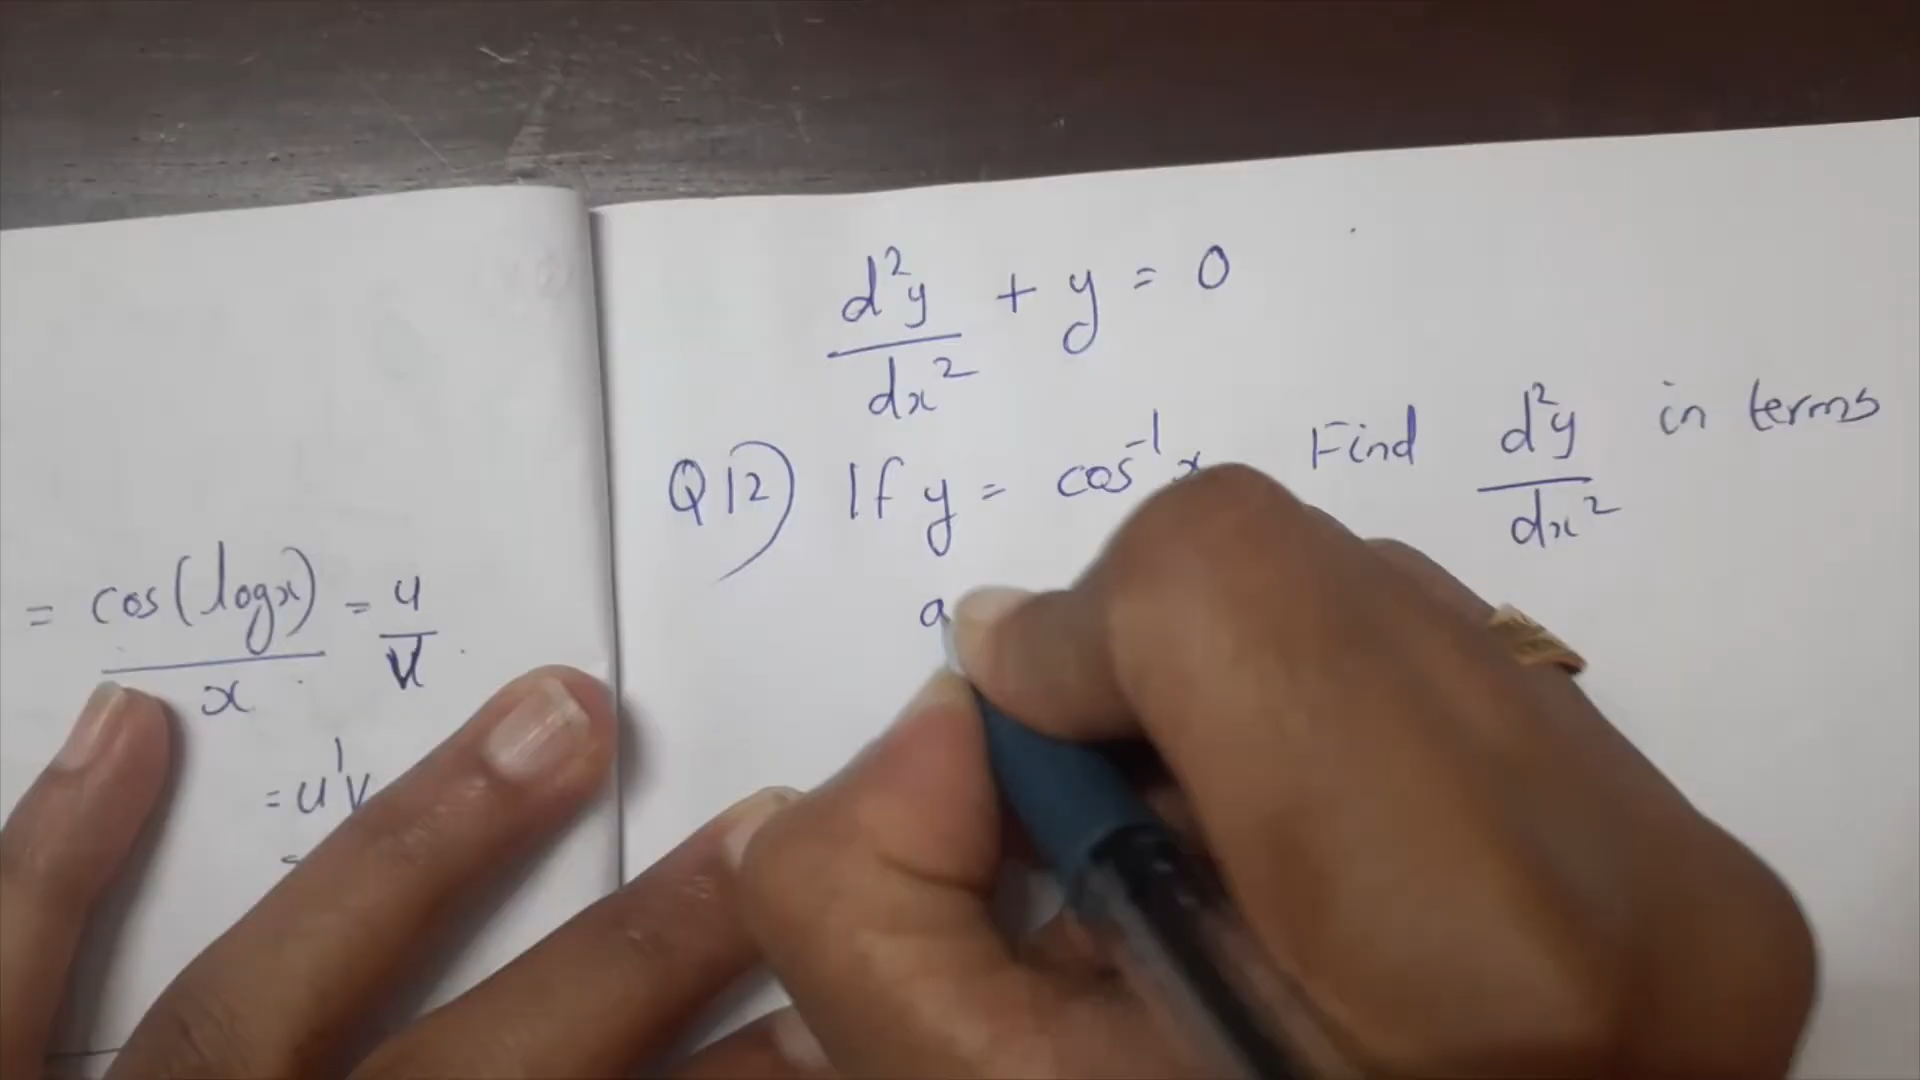 = cos(logx)/x = u/v
= u'v
d²y/dx² + y = 0
Q12) If y = cos⁻¹x Find d²y/dx² in terms